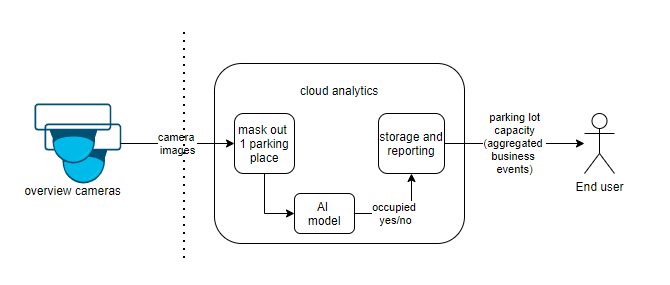 cloud analytics
overview cameras
camera
images
mask out
1 parking
place
AI
model
occupied
yes/no
storage and
reporting
parking lot
capacity
(aggregated
business
events)
End user